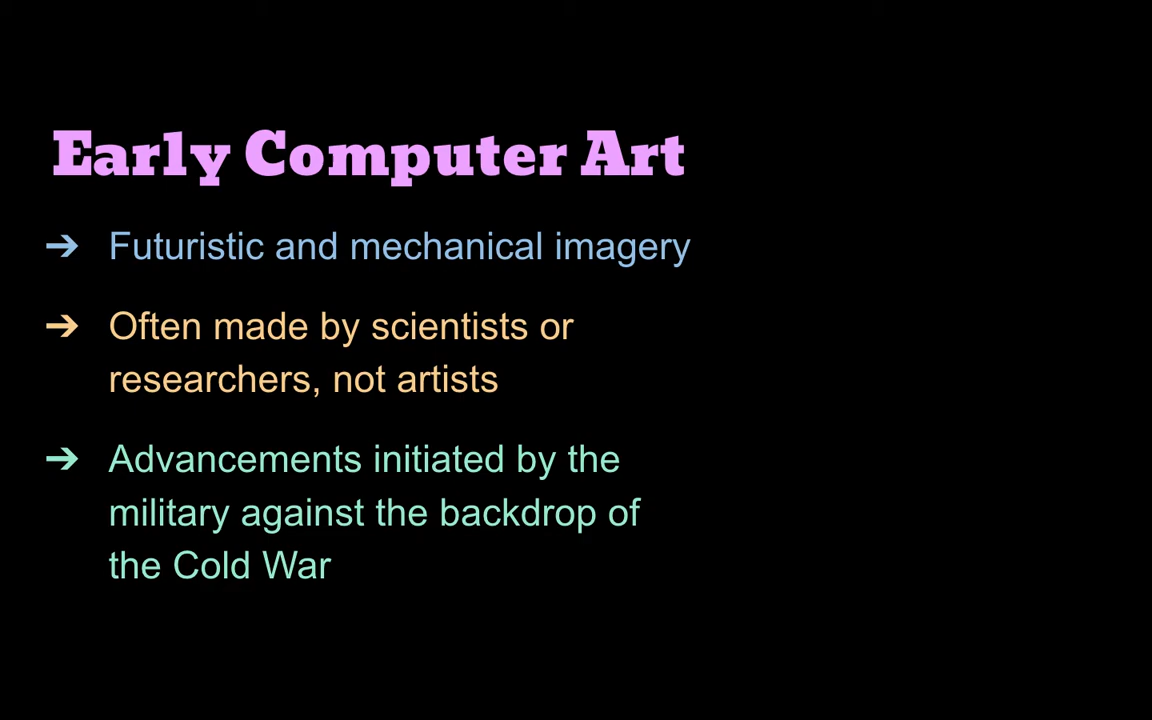 Early Computer Art
➔ Futuristic and mechanical imagery
➔ Often made by scientists or
researchers, not artists
➔ Advancements initiated by the
military against the backdrop of
the Cold War